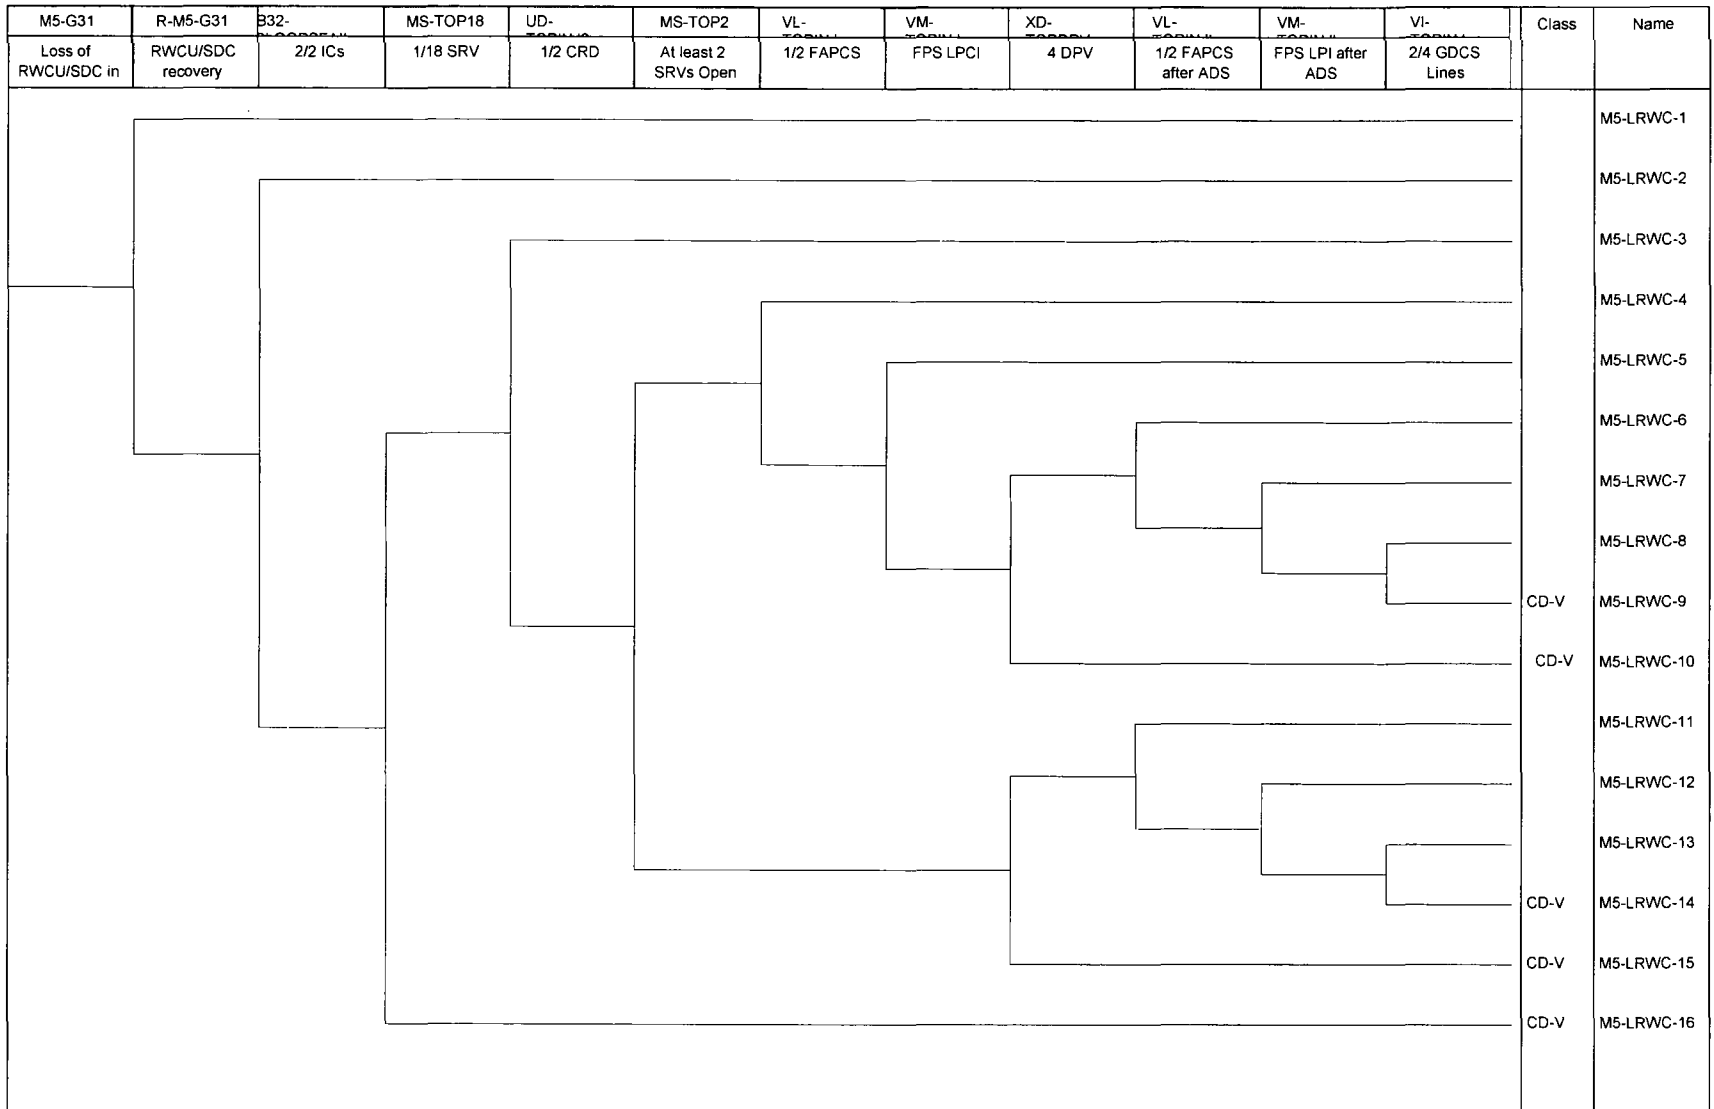 M5-G31 R-M5-G31 B32- MS-TOP18 UD- MS-TOP2 VL- VM- XD- VL- VM- VI- Class Name
Loss of RWCU/SDC 2/2 ICs 1/18 SRV 1/2 CRD At least 2 1/2 FAPCS FPS LPCI 4 DPV 1/2 FAPCS FPS LPI after 2/4 GDCS
RWCU/SDC in recovery SRVs Open after ADS ADS Lines
M5-LRWC-1
M5-LRWC-2
M5-LRWC-3
M5-LRWC-4
M5-LRWC-5
M5-LRWC-6
M5-LRWC-7
M5-LRWC-8
CD-V M5-LRWC-9
CD-V M5-LRWC-10
M5-LRWC-11
M5-LRWC-12
M5-LRWC-13
CD-V M5-LRWC-14
CD-V M5-LRWC-15
CD-V M5-LRWC-16